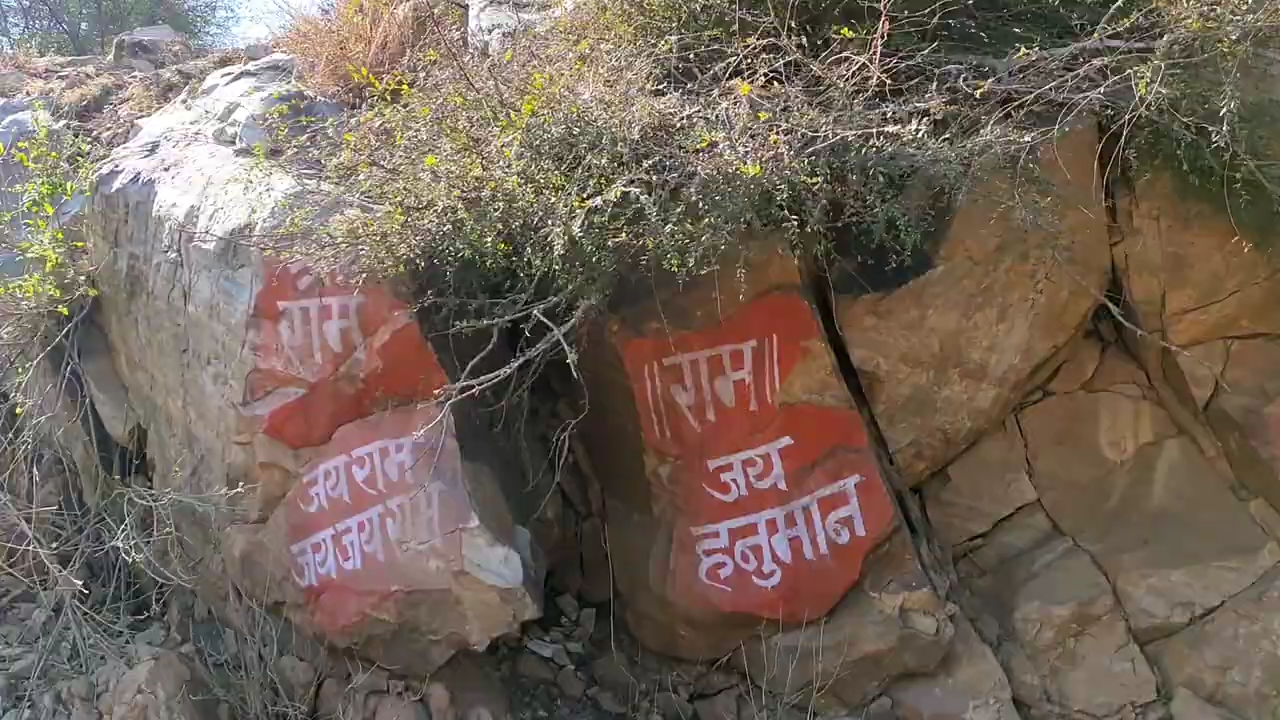 रांम
जय राम
जय जय राम
॥राम॥
जय
हनुमान